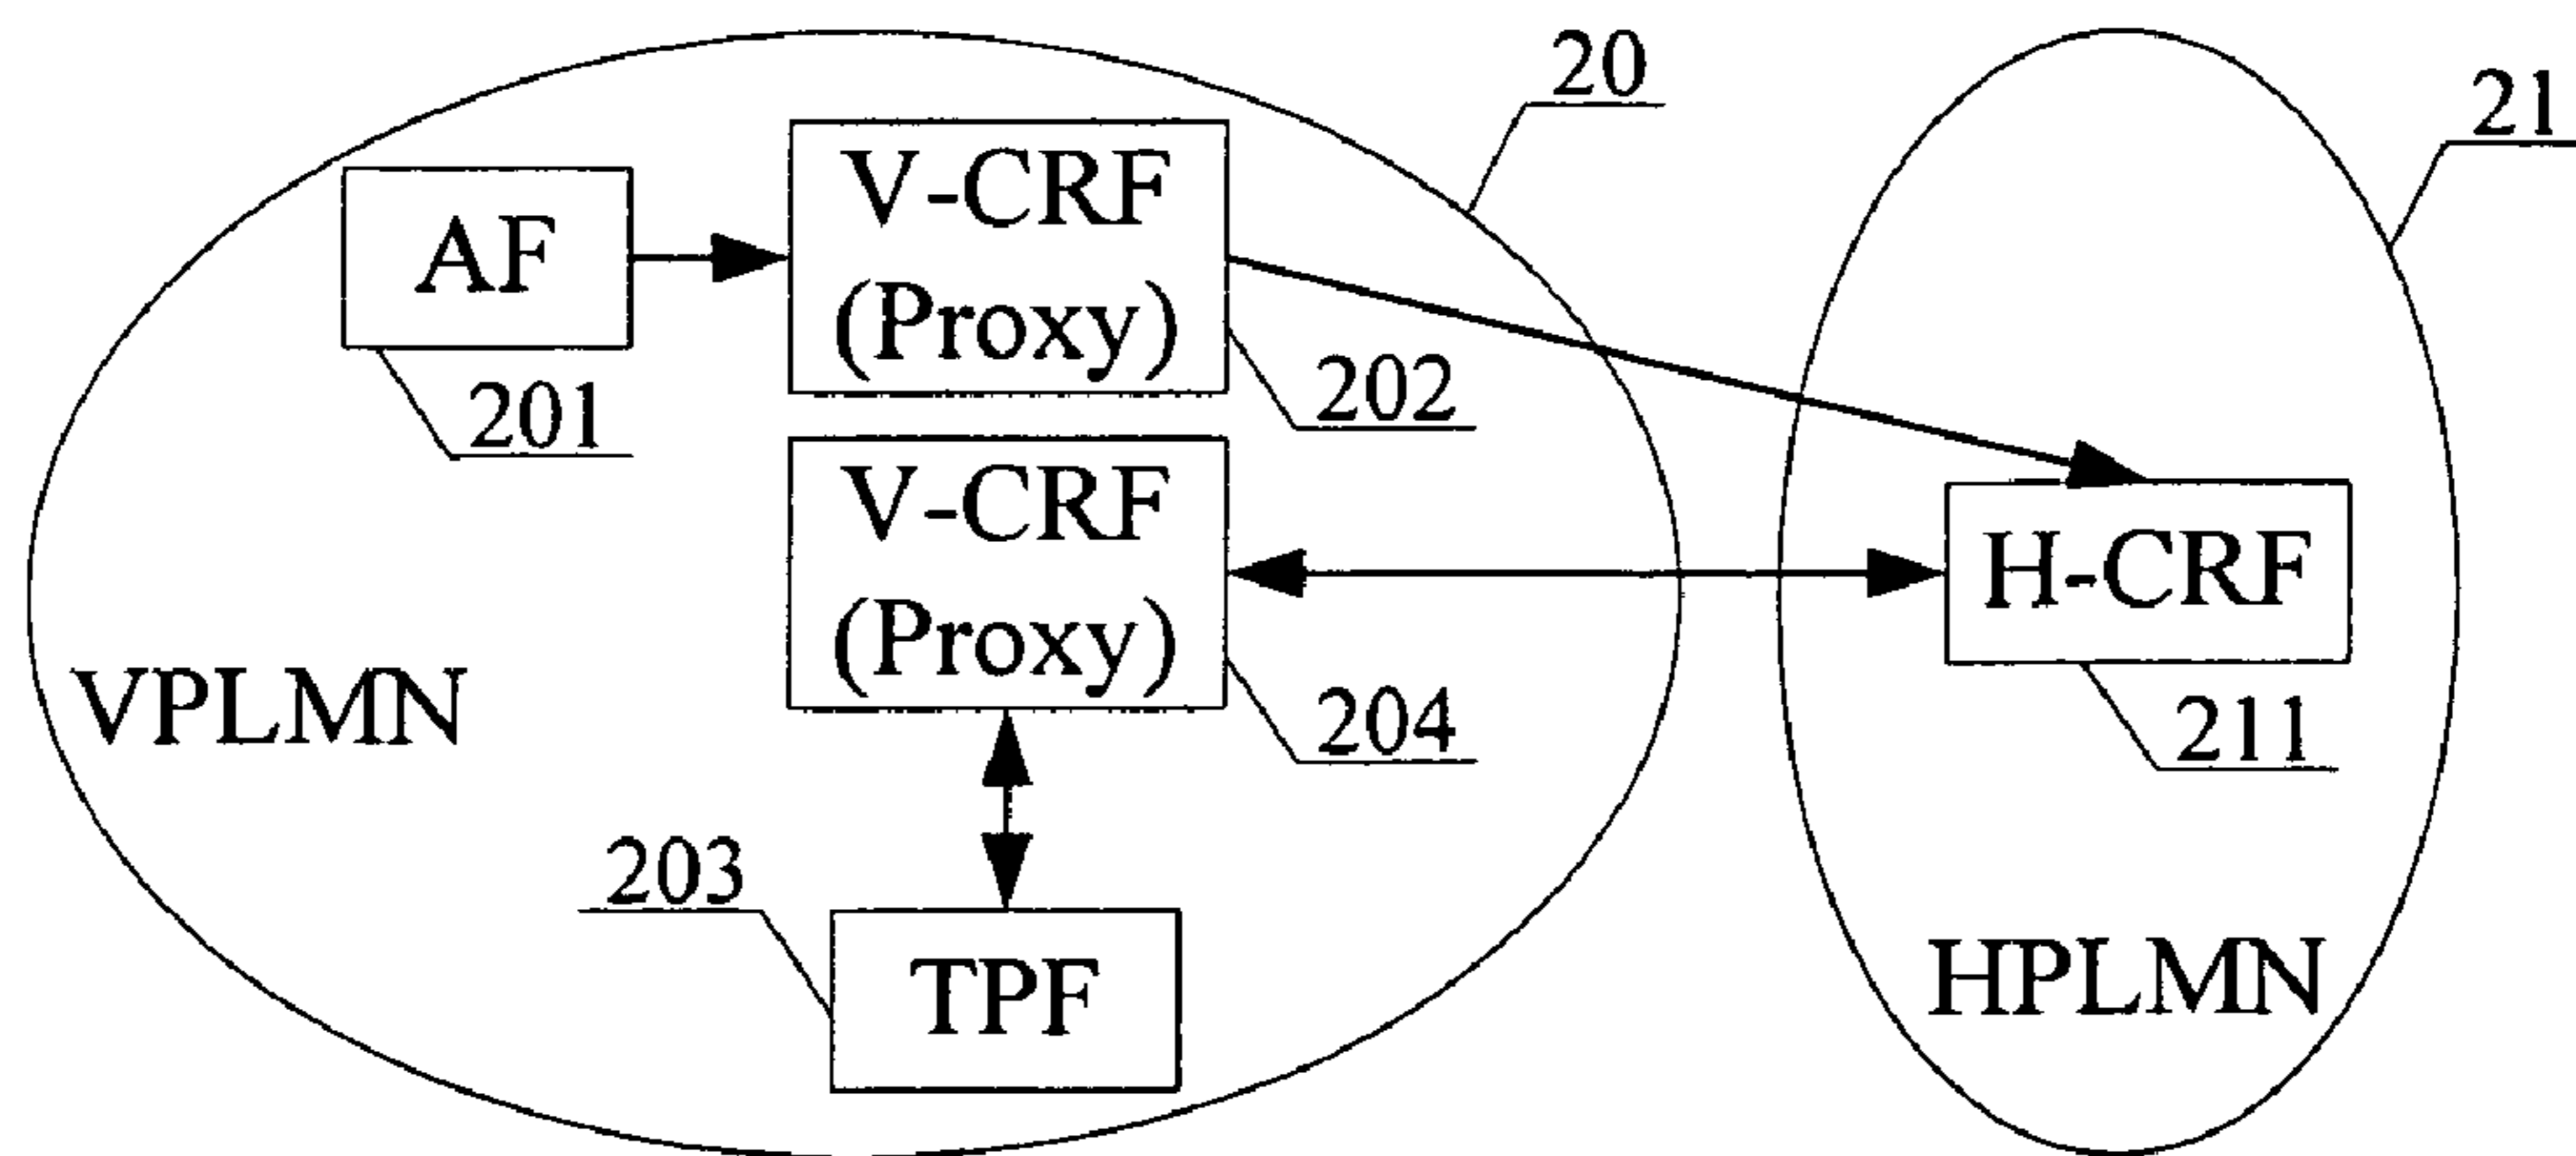 20
21
V-CRF
(Proxy)
AF
202
201
V-CRF
(Proxy)
H-CRF
VPLMN
204
211
203
TPF
HPLMN